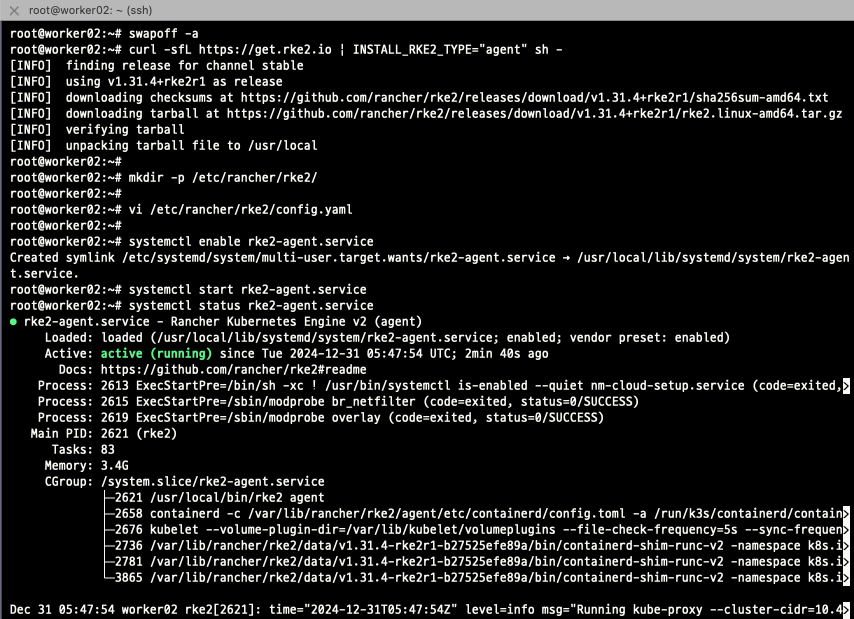 root@worker02: ~ (ssh)
root@worker02:~# swapoff -a
root@worker02:~# curl -sfL https://get.rke2.io | INSTALL_RKE2_TYPE="agent" sh -
[INFO]  finding release for channel stable
[INFO]  using v1.31.4+rke2r1 as release
[INFO]  downloading checksums at https://github.com/rancher/rke2/releases/download/v1.31.4+rke2r1/sha256sum-amd64.txt
[INFO]  downloading tarball at https://github.com/rancher/rke2/releases/download/v1.31.4+rke2r1/rke2.linux-amd64.tar.gz
[INFO]  verifying tarball
[INFO]  unpacking tarball file to /usr/local
root@worker02:~#
root@worker02:~# mkdir -p /etc/rancher/rke2/
root@worker02:~#
root@worker02:~# vi /etc/rancher/rke2/config.yaml
root@worker02:~#
root@worker02:~# systemctl enable rke2-agent.service
Created symlink /etc/systemd/system/multi-user.target.wants/rke2-agent.service → /usr/local/lib/systemd/system/rke2-agen
t.service.
root@worker02:~# systemctl start rke2-agent.service
root@worker02:~# systemctl status rke2-agent.service
● rke2-agent.service - Rancher Kubernetes Engine v2 (agent)
     Loaded: loaded (/usr/local/lib/systemd/system/rke2-agent.service; enabled; vendor preset: enabled)
     Active: active (running) since Tue 2024-12-31 05:47:54 UTC; 2min 40s ago
       Docs: https://github.com/rancher/rke2#readme
    Process: 2613 ExecStartPre=/bin/sh -xc ! /usr/bin/systemctl is-enabled --quiet nm-cloud-setup.service (code=exited,>
    Process: 2615 ExecStartPre=/sbin/modprobe br_netfilter (code=exited, status=0/SUCCESS)
    Process: 2619 ExecStartPre=/sbin/modprobe overlay (code=exited, status=0/SUCCESS)
   Main PID: 2621 (rke2)
      Tasks: 83
     Memory: 3.4G
     CGroup: /system.slice/rke2-agent.service
             ├─2621 /usr/local/bin/rke2 agent
             ├─2658 containerd -c /var/lib/rancher/rke2/agent/etc/containerd/config.toml -a /run/k3s/containerd/contain>
             ├─2676 kubelet --volume-plugin-dir=/var/lib/kubelet/volumeplugins --file-check-frequency=5s --sync-frequen>
             ├─2736 /var/lib/rancher/rke2/data/v1.31.4-rke2r1-b27525efe89a/bin/containerd-shim-runc-v2 -namespace k8s.i>
             ├─2781 /var/lib/rancher/rke2/data/v1.31.4-rke2r1-b27525efe89a/bin/containerd-shim-runc-v2 -namespace k8s.i>
             └─3865 /var/lib/rancher/rke2/data/v1.31.4-rke2r1-b27525efe89a/bin/containerd-shim-runc-v2 -namespace k8s.i>
Dec 31 05:47:54 worker02 rke2[2621]: time="2024-12-31T05:47:54Z" level=info msg="Running kube-proxy --cluster-cidr=10.4>